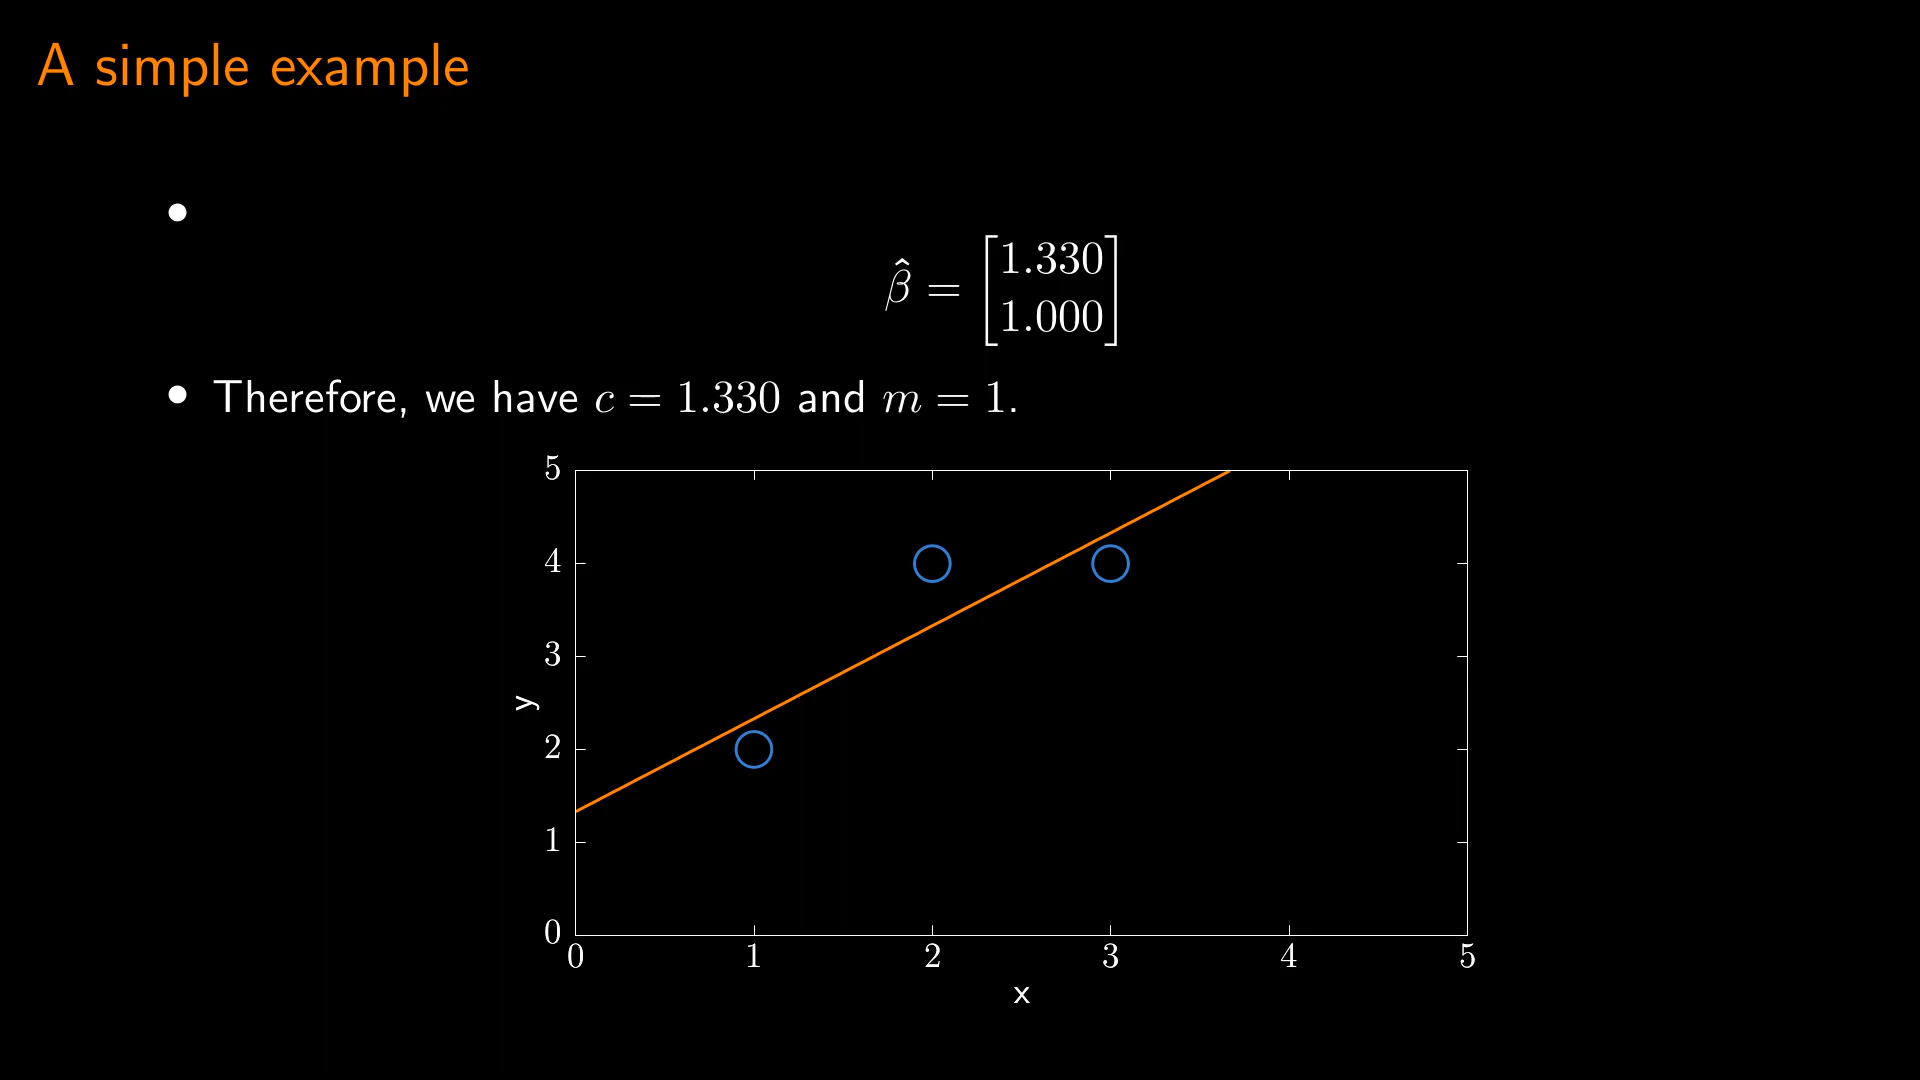 A simple example
•
β̂ = [1.330
1.000]
• Therefore, we have c = 1.330 and m = 1.
5
4
3
2
1
0
y
0 1 2 3 4 5
x